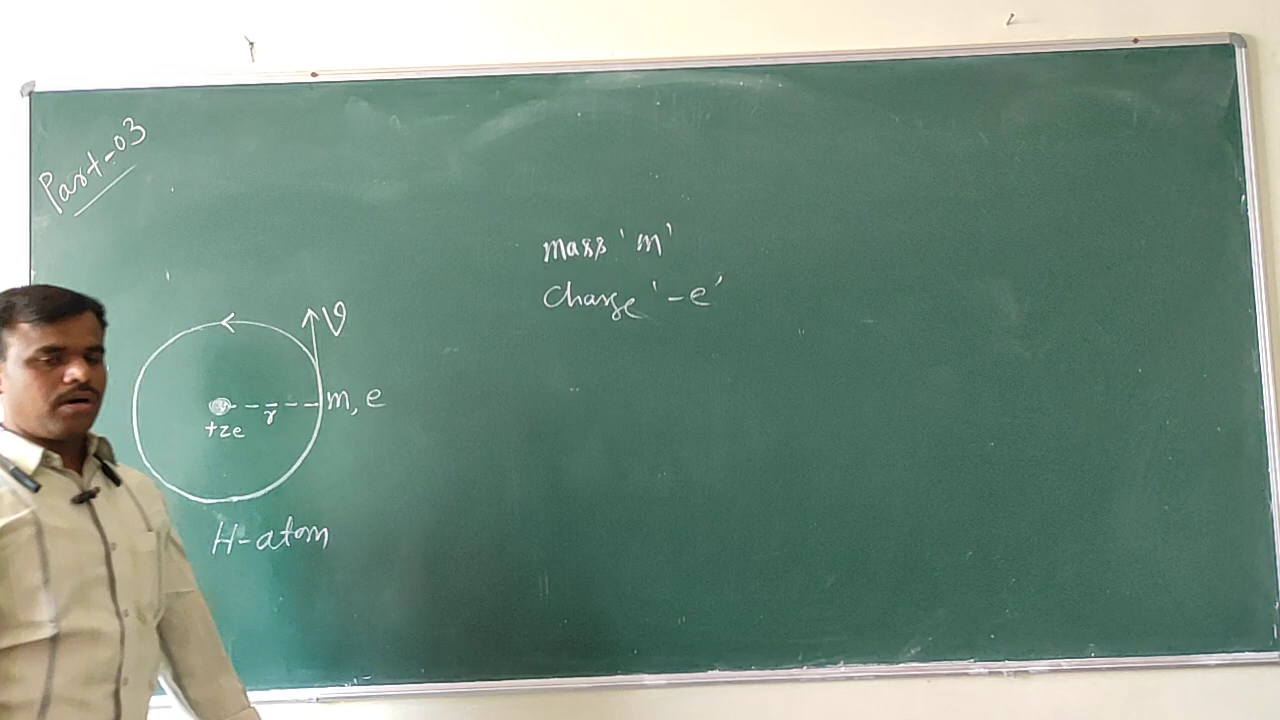 Part-03
mass 'm'
Charge '-e'
V
m, e
r
+ze
H-atom